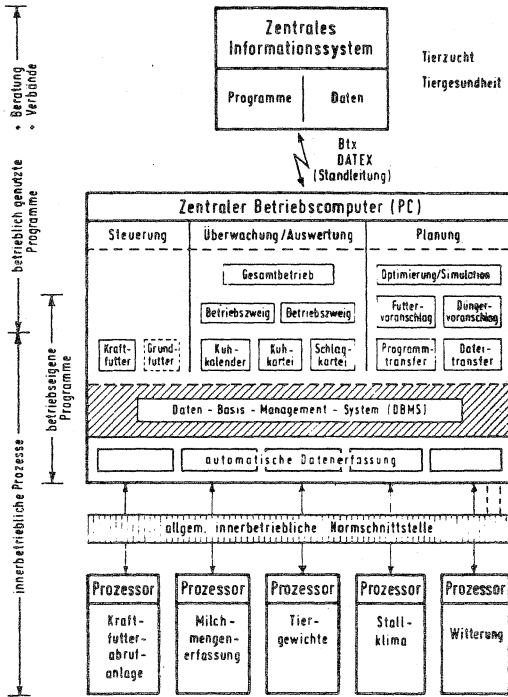 Zentrales
Informationssystem
Programme
Daten
Tierzucht
Tiergesundheit
Btx
DATEX
(Standleitung)
Zentraler Betriebscomputer (PC)
Steuerung
Überwachung/Auswertung
Planung
Gesamtbetrieb
Optimierung/Simulation
Betriebszweig
Betriebszweig
Futter-
voranschlag
Dünger-
voranschlag
Kraft-
futter
Grund-
futter
Kuh-
kalender
Kuh-
kartei
Schlag-
kartei
Programm-
transfer
Datei-
transfer
Daten - Basis - Management - System (DBMS)
automatische Datenerfassung
allgem. innerbetriebliche Normschnittstelle
Prozessor
Kraft-
futter-
abruf-
anlage
Prozessor
Milch-
mengen-
erfassung
Prozessor
Tier-
gewichte
Prozessor
Stall-
klima
Prozessor
Witterung
Beratung
Verbände
betrieblich genutzte
Programme
betriebseigene
Programme
innerbetriebliche Prozesse